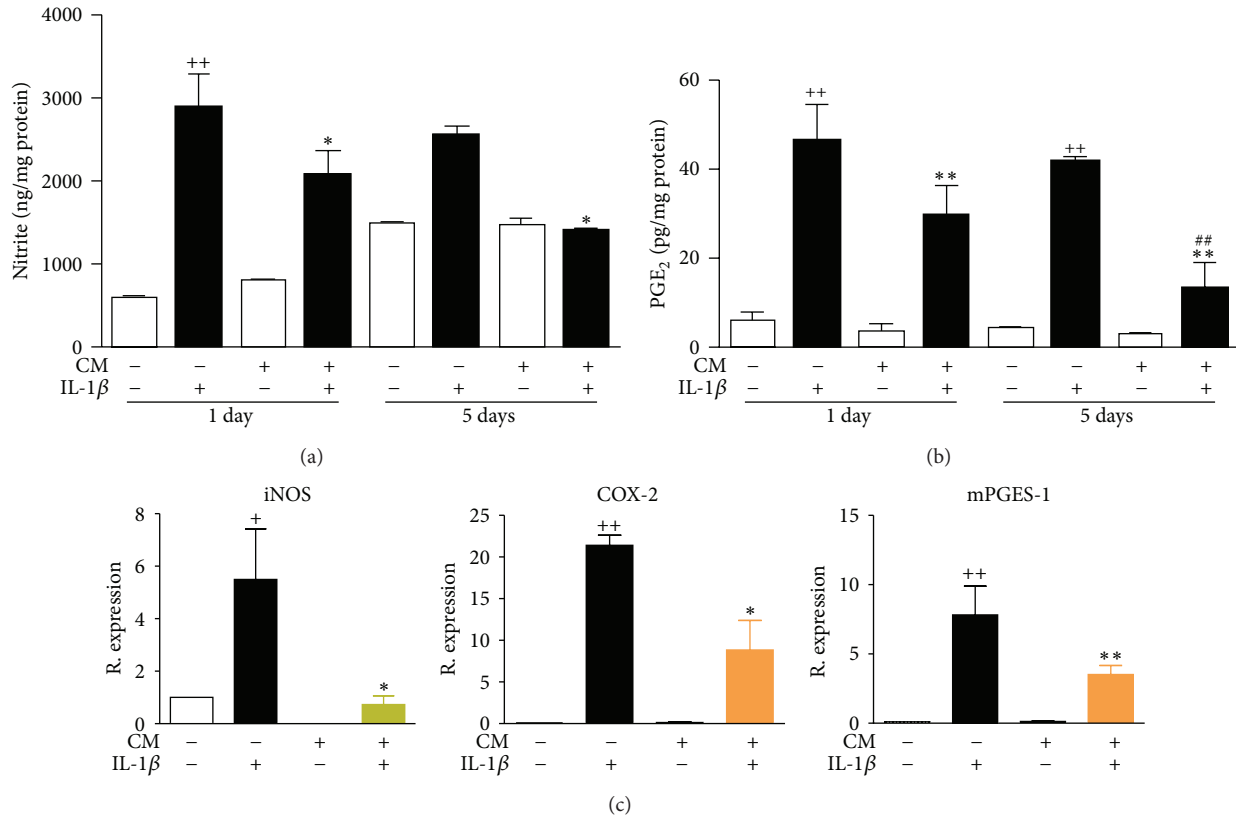 4000
3000
2000
1000
0
Nitrite (ng/mg protein)
++
*
*
CM − − + + − − + +
IL-1β − + − + − + − +
1 day 5 days
(a)
60
40
20
0
PGE₂ (pg/mg protein)
++
**
++
##
**
CM − − + + − − + +
IL-1β − + − + − + − +
1 day 5 days
(b)
iNOS
8
6
4
2
0
R. expression
+
*
CM − − + +
IL-1β − + − +
COX-2
25
20
15
10
5
0
R. expression
++
*
CM − − + +
IL-1β − + − +
mPGES-1
15
10
5
0
R. expression
++
**
CM − − + +
IL-1β − + − +
(c)